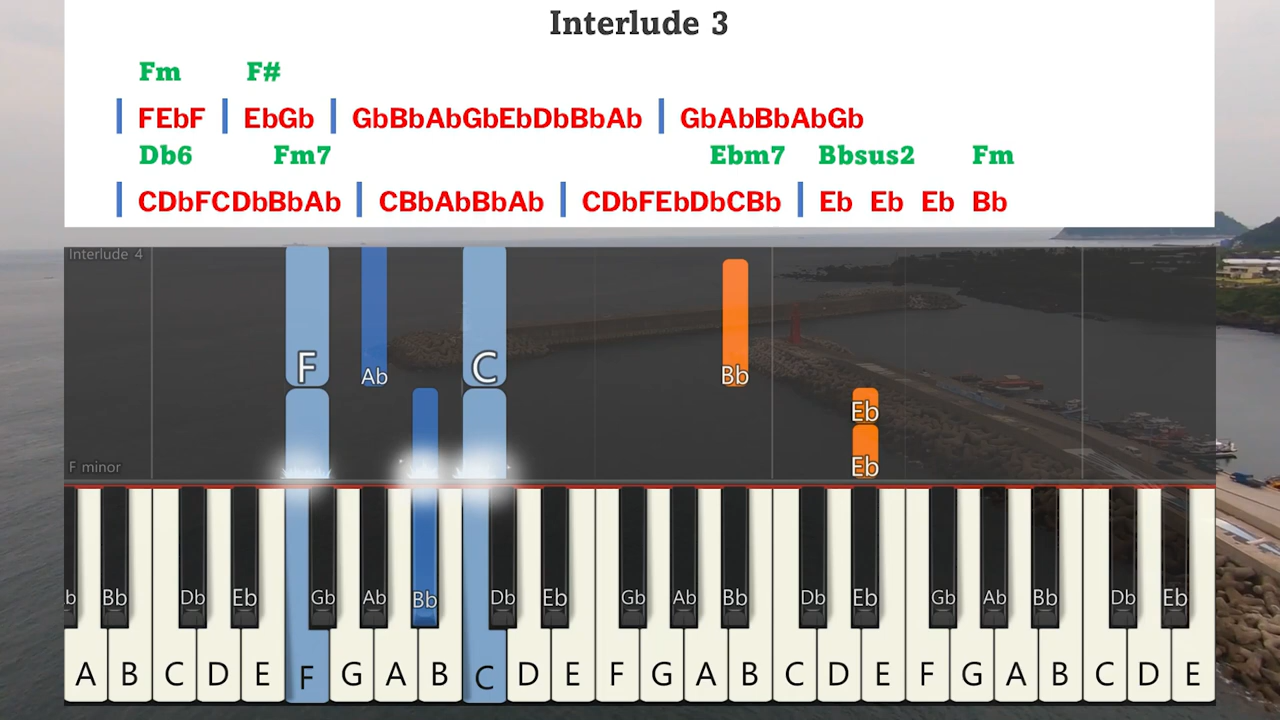 Interlude 3
Fm F#
FEbF EbGb GbBbAbGbEbDbBbAb GbAbBbAbGb
Db6 Fm7 Ebm7 Bbsus2 Fm
CDbFCDbBbAb CBbAbBbAb CDbFEbDbCBb Eb Eb Eb Bb
Interlude 4
F Ab C Bb
Eb
Eb
F minor
b Bb Db Eb Gb Ab Bb Db Eb Gb Ab Bb Db Eb Gb Ab Bb Db Eb
A B C D E F G A B C D E F G A B C D E F G A B C D E